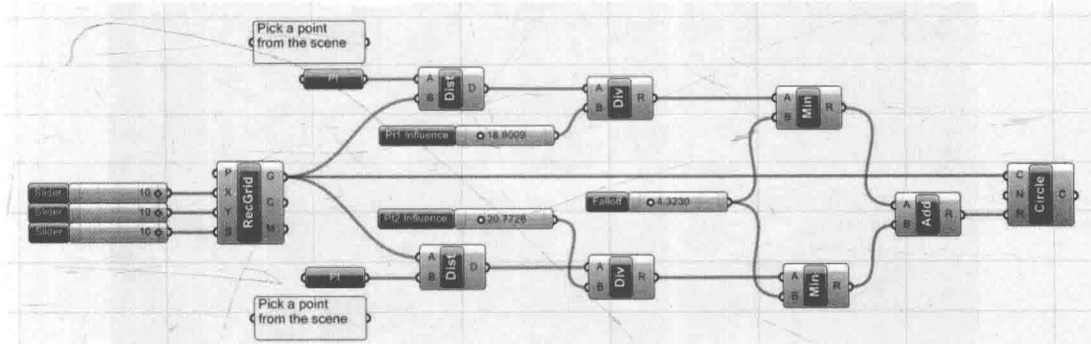 Pick a point
from the scene
Pt
A
B
Dist
D
A
B
Div
R
A
B
Min
R
Pt1 Influence
18.9009
P
X
Y
S
RecGrid
G
C
M
Slider
10
Slider
10
Slider
10
Pt2 Influence
20.7726
Falloff
4.3230
C
N
R
Circle
C
A
B
Add
R
Pt
A
B
Dist
D
A
B
Div
R
A
B
Min
R
Pick a point
from the scene